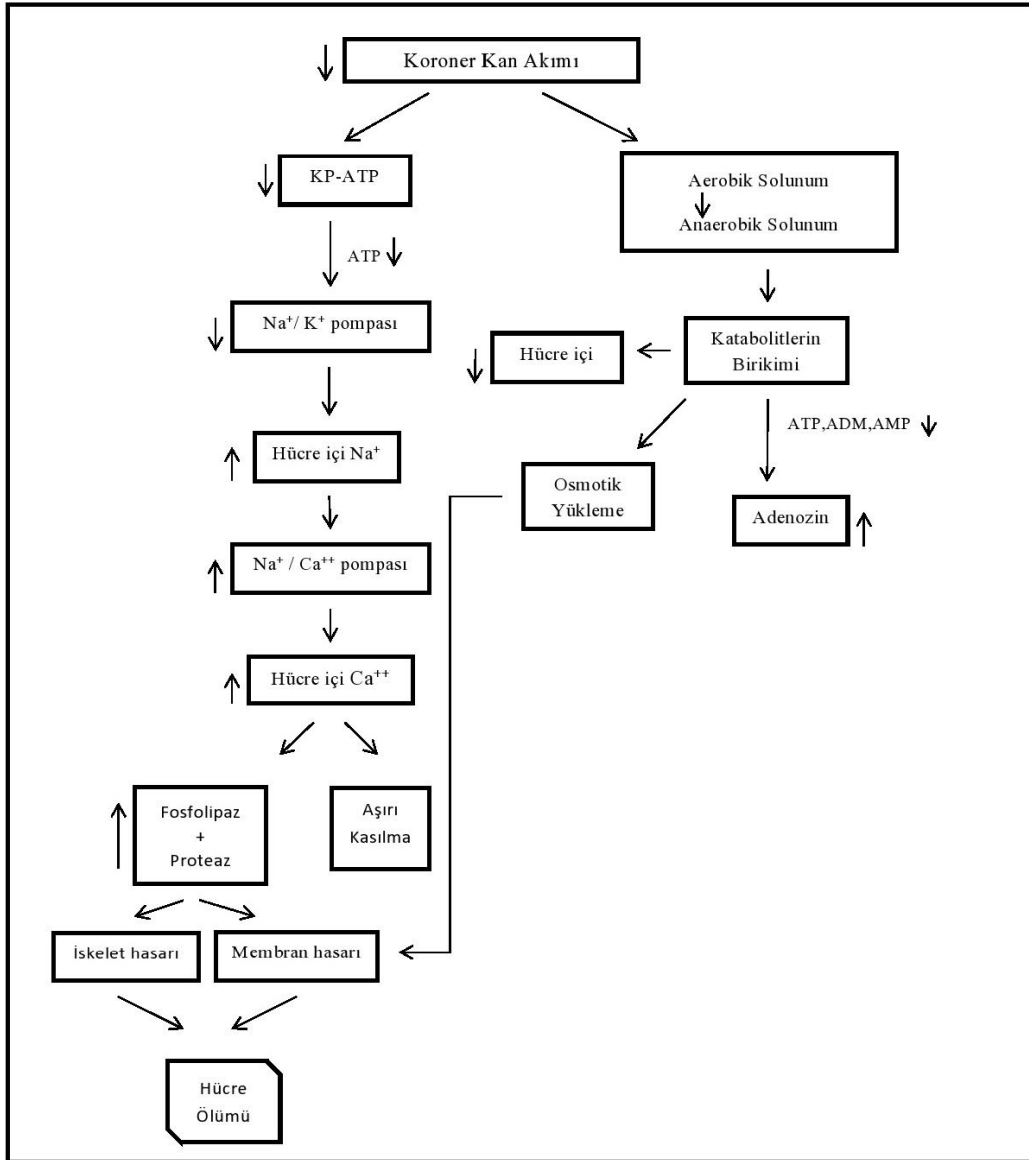 Koroner Kan Akımı
KP-ATP
Aerobik Solunum
Anaerobik Solunum
ATP
Na⁺/ K⁺ pompası
Hücre içi
Katabolitlerin
Birikimi
ATP,ADM,AMP
Hücre içi Na⁺
Osmotik
Yükleme
Adenozin
Na⁺ / Ca⁺⁺ pompası
Hücre içi Ca⁺⁺
Fosfolipaz
+
Proteaz
Aşırı
Kasılma
İskelet hasarı
Membran hasarı
Hücre
Ölümü